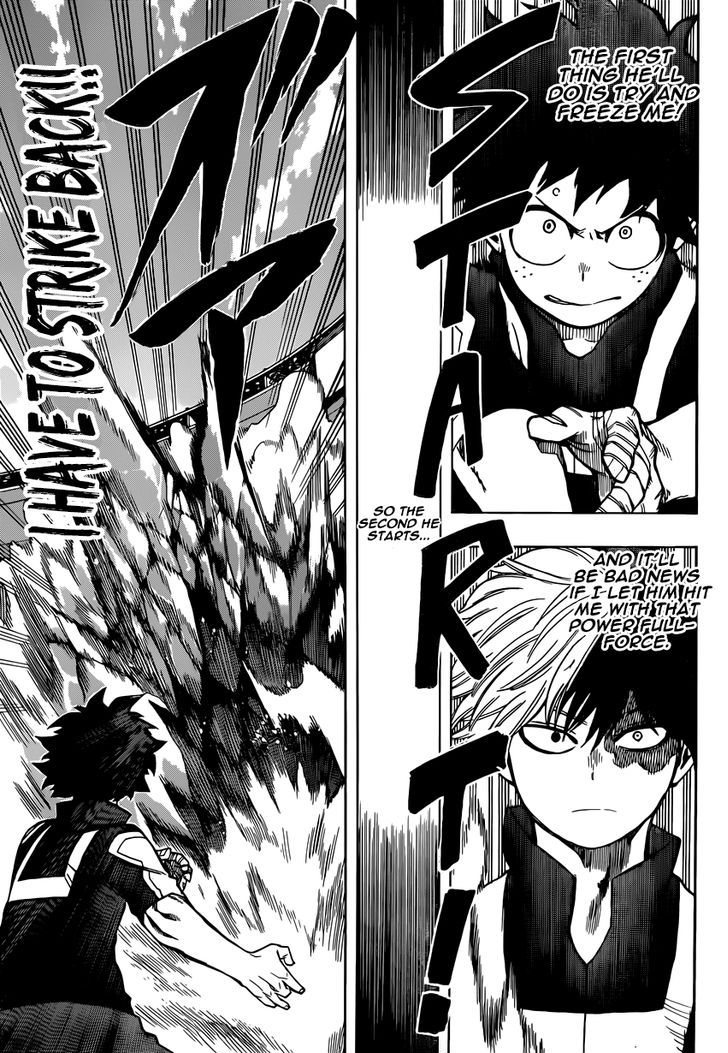 THE FIRST
THING HE'LL
DO IS TRY AND
FREEZE ME!
START!!
AND IT'LL
BE BAD NEWS
IF I LET HIM HIT
ME WITH THAT
POWER FULL-
FORCE.
SO THE
SECOND HE
STARTS...
I HAVE TO STRIKE BACK!!
ズア